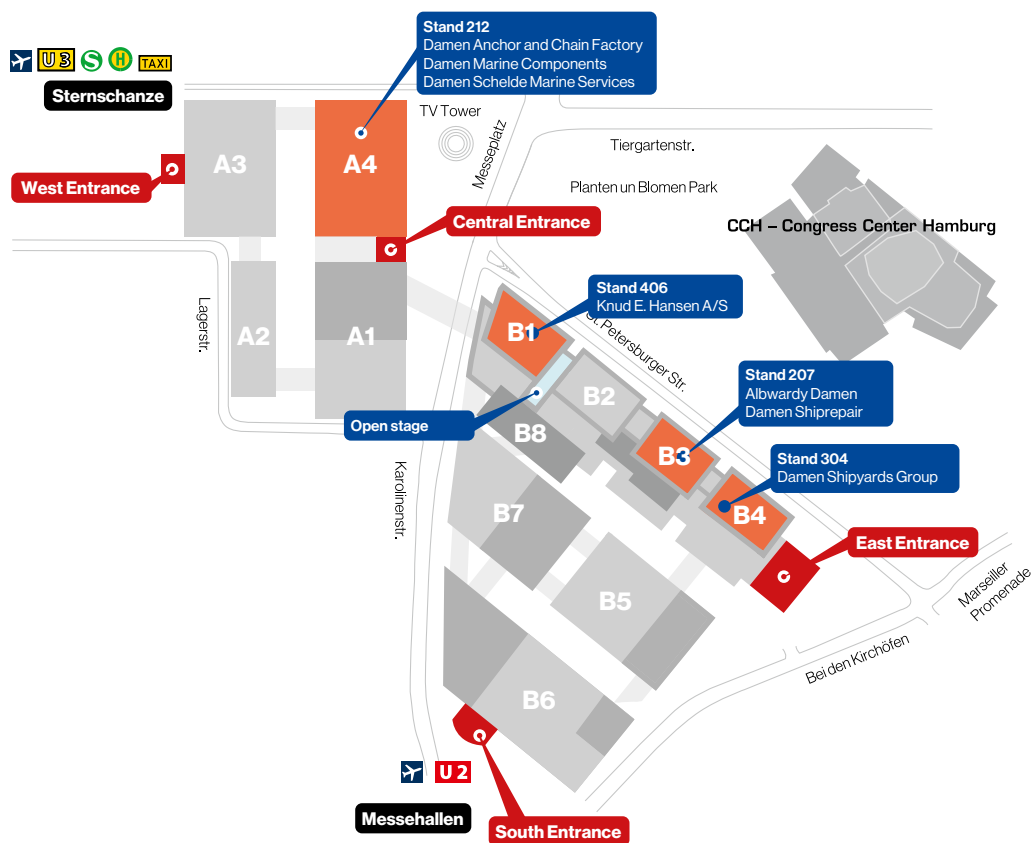 Stand 212
Damen Anchor and Chain Factory
Damen Marine Components
Damen Schelde Marine Services
U3
S
H
TAXI
Sternschanze
TV Tower
Messeplatz
Tiergartenstr.
Planten un Blomen Park
A3
A4
West Entrance
Central Entrance
CCH – Congress Center Hamburg
Stand 406
Knud E. Hansen A/S
St. Petersburger Str.
Lagerstr.
A2
A1
B1
B2
Stand 207
Albwardy Damen
Damen Shiprepair
Open stage
B8
B3
Stand 304
Damen Shipyards Group
Karolinenstr.
B7
B4
East Entrance
Marseiller
Promenade
B5
Bei den Kirchöfen
B6
U2
Messehallen
South Entrance